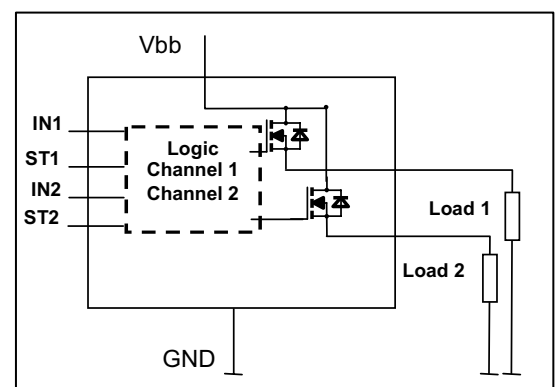 Vbb
IN1
ST1
IN2
ST2
Logic
Channel 1
Channel 2
Load 1
Load 2
GND